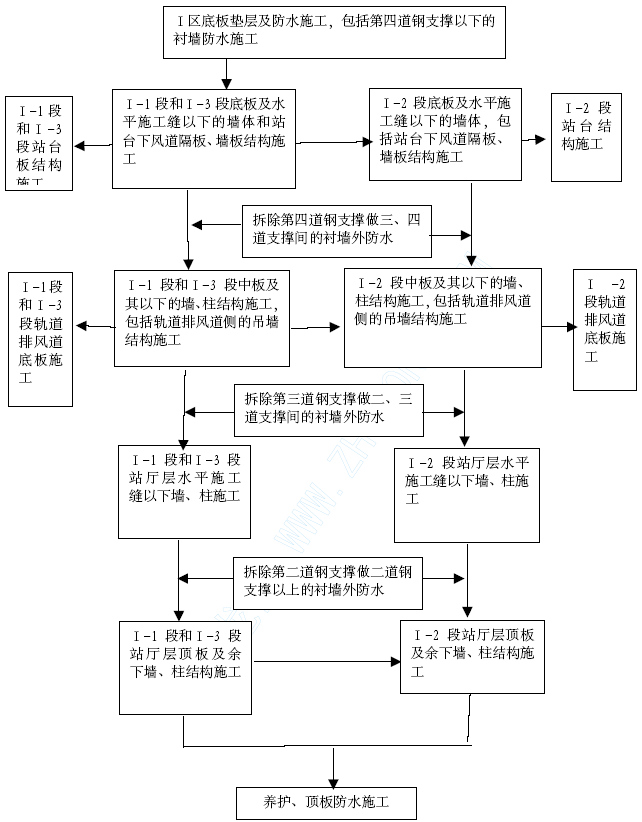 Ⅰ区底板垫层及防水施工，包括第四道钢支撑以下的
衬墙防水施工
Ⅰ-1 段
和Ⅰ-3
段站台
板结构
施工
Ⅰ-1 段和Ⅰ-3 段底板及水
平施工缝以下的墙体和站
台下风道隔板、墙板结构施
工
Ⅰ-2 段底板及水平施
工缝以下的墙体，包
括站台下风道隔板、
墙板结构施工
Ⅰ-2 段
站台结
构施工
拆除第四道钢支撑做三、四
道支撑间的衬墙外防水
Ⅰ-1 段
和Ⅰ-3
段轨道
排风道
底板施
工
Ⅰ-1 段和Ⅰ-3 段中板及
其以下的墙、柱结构施工，
包括轨道排风道侧的吊墙
结构施工
Ⅰ-2 段中板及其以下的墙、
柱结构施工，包括轨道排风道
侧的吊墙结构施工
Ⅰ -2
段轨道
排风道
底板施
工
拆除第三道钢支撑做二、三
道支撑间的衬墙外防水
Ⅰ-1 段和Ⅰ-3 段
站厅层水平施工
缝以下墙、柱施工
Ⅰ-2 段站厅层水平
施工缝以下墙、柱施
工
拆除第二道钢支撑做二道钢
支撑以上的衬墙外防水
Ⅰ-1 段和Ⅰ-3 段
站厅层顶板及余
下墙、柱结构施工
Ⅰ-2 段站厅层顶板
及余下墙、柱结构施
工
养护、顶板防水施工